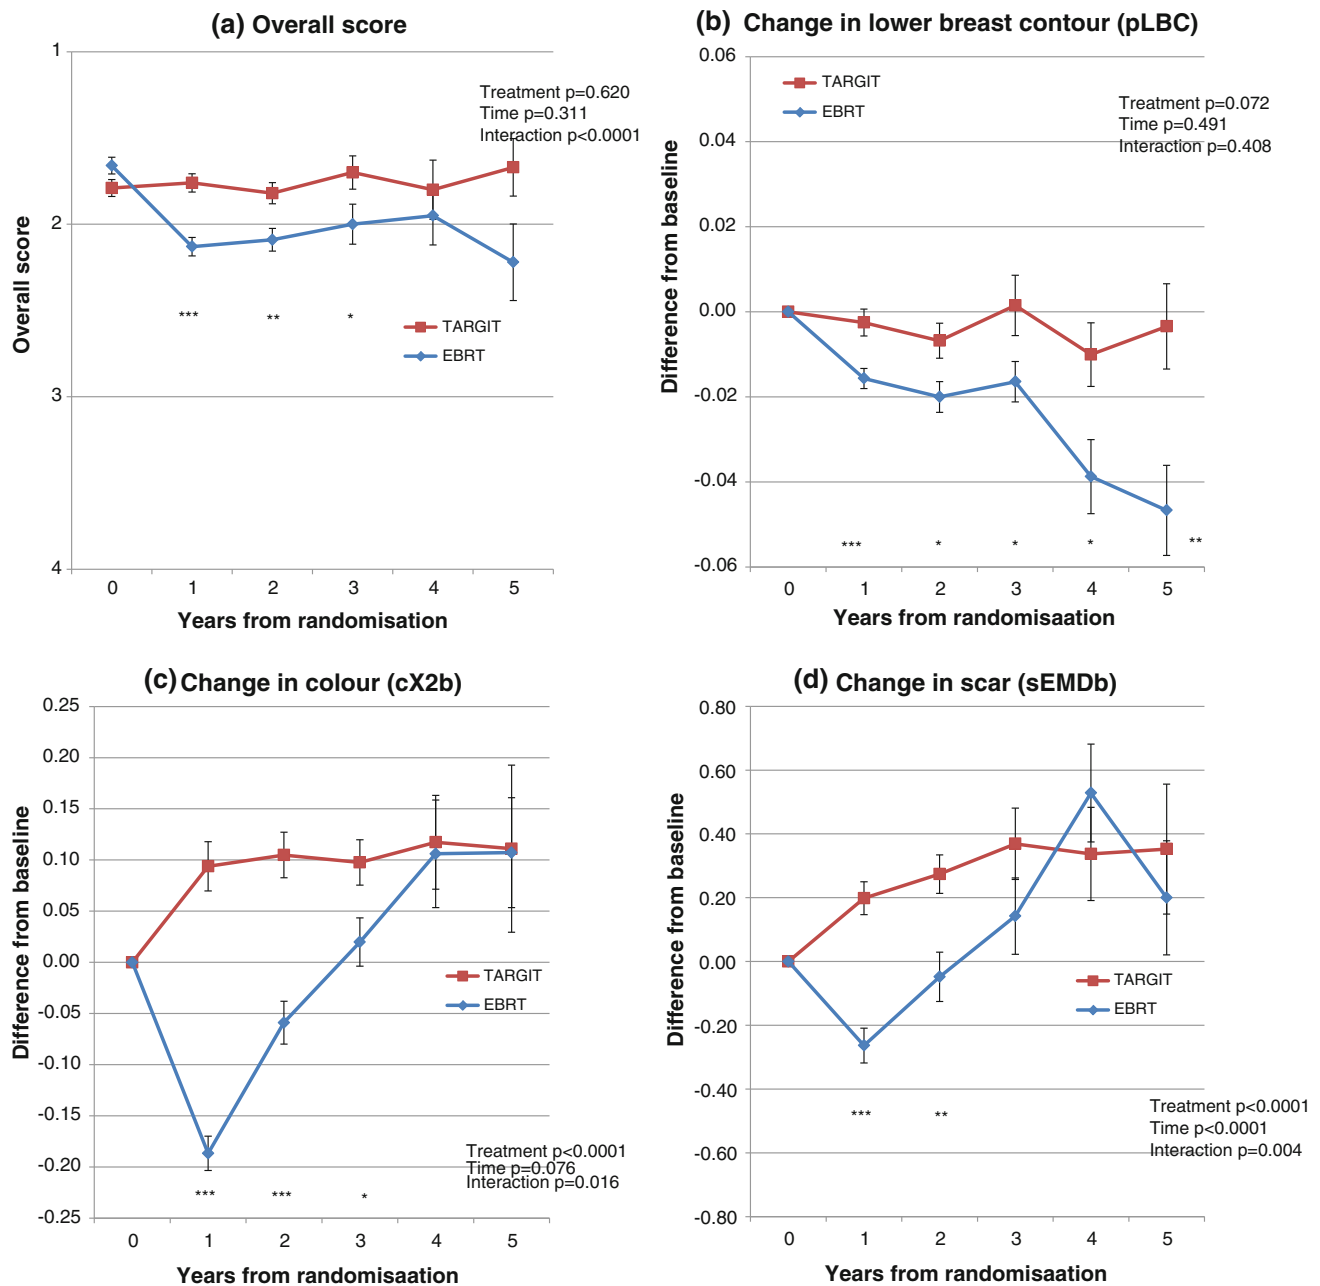 (a) Overall score
1
2
3
4
Overall score
Treatment p=0.620
Time p=0.311
Interaction p<0.0001
*** ** *
TARGIT
EBRT
0 1 2 3 4 5
Years from randomisation
(b) Change in lower breast contour (pLBC)
0.06
0.04
0.02
0.00
-0.02
-0.04
-0.06
Difference from baseline
TARGIT
EBRT
Treatment p=0.072
Time p=0.491
Interaction p=0.408
*** * * * **
0 1 2 3 4 5
Years from randomisaation
(c) Change in colour (cX2b)
0.25
0.20
0.15
0.10
0.05
0.00
-0.05
-0.10
-0.15
-0.20
-0.25
Difference from baseline
TARGIT
EBRT
Treatment p<0.0001
Time p=0.076
Interaction p=0.016
*** *** *
0 1 2 3 4 5
Years from randomisaation
(d) Change in scar (sEMDb)
0.80
0.60
0.40
0.20
0.00
-0.20
-0.40
-0.60
-0.80
Difference from baseline
TARGIT
EBRT
*** **
Treatment p<0.0001
Time p<0.0001
Interaction p=0.004
0 1 2 3 4 5
Years from randomisaation